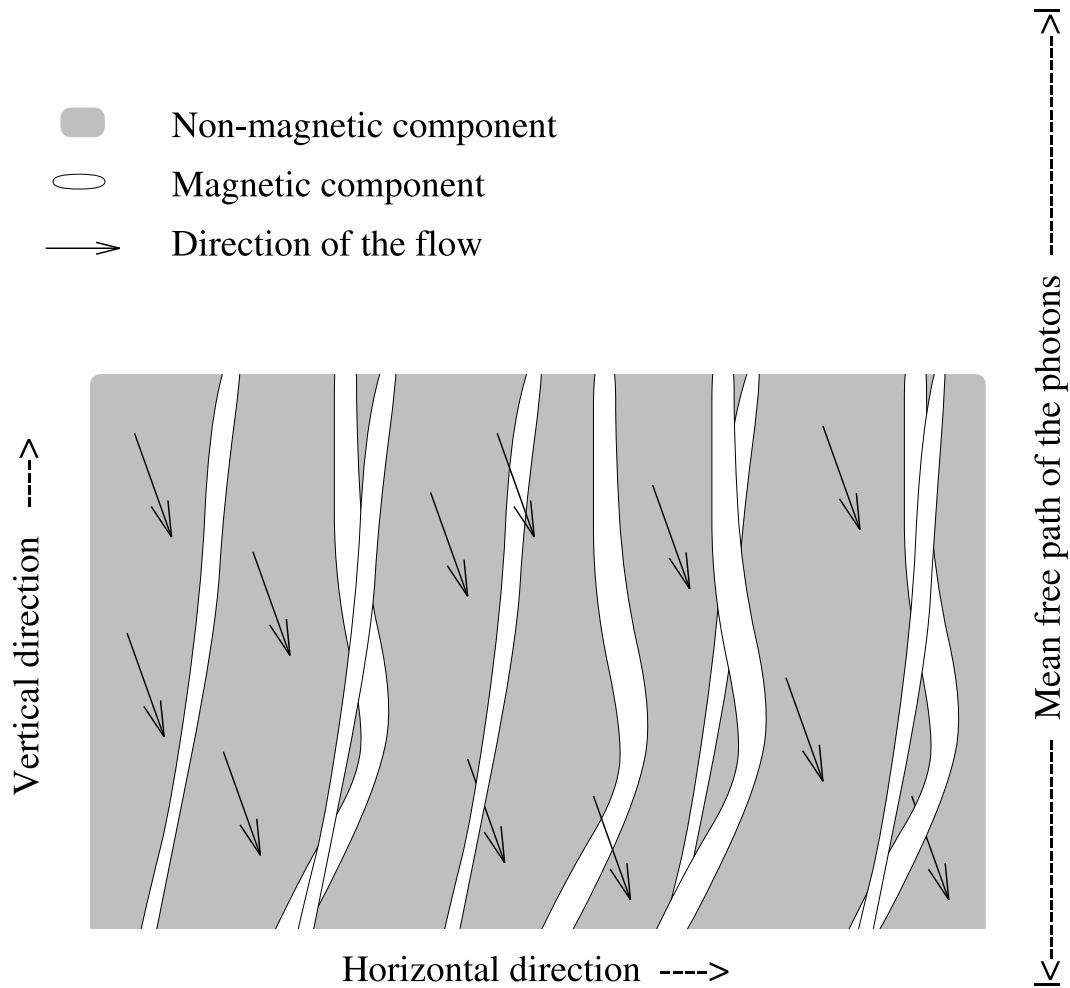 Non-magnetic component
Magnetic component
Direction of the flow
Vertical direction ---->
Horizontal direction ---->
|<---------------- Mean free path of the photons ---------------->|